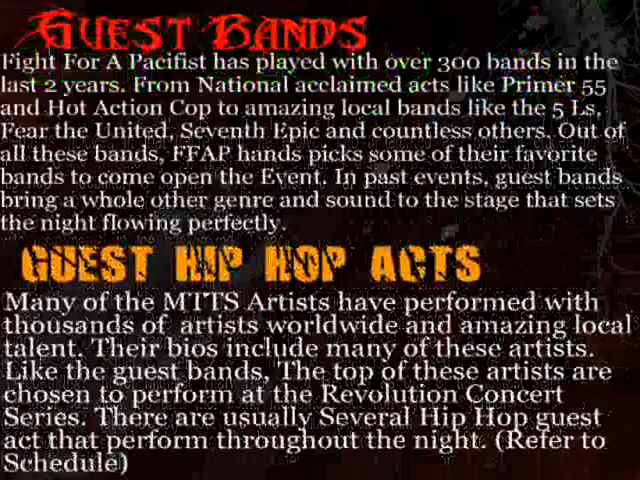 Guest Bands
Fight For A Pacifist has played with over 300 bands in the
last 2 years. From National acclaimed acts like Primer 55
and Hot Action Cop to amazing local bands like the 5 Ls,
Fear the United, Seventh Epic and countless others. Out of
all these bands, FFAP hands picks some of their favorite
bands to come open the Event. In past events, guest bands
bring a whole other genre and sound to the stage that sets
the night flowing perfectly.
GUEST HIP HOP ACTS
Many of the MTTS Artists have performed with
thousands of artists worldwide and amazing local
talent. Their bios include many of these artists.
Like the guest bands, The top of these artists are
chosen to perform at the Revolution Concert
Series. There are usually Several Hip Hop guest
act that perform throughout the night. (Refer to
Schedule)